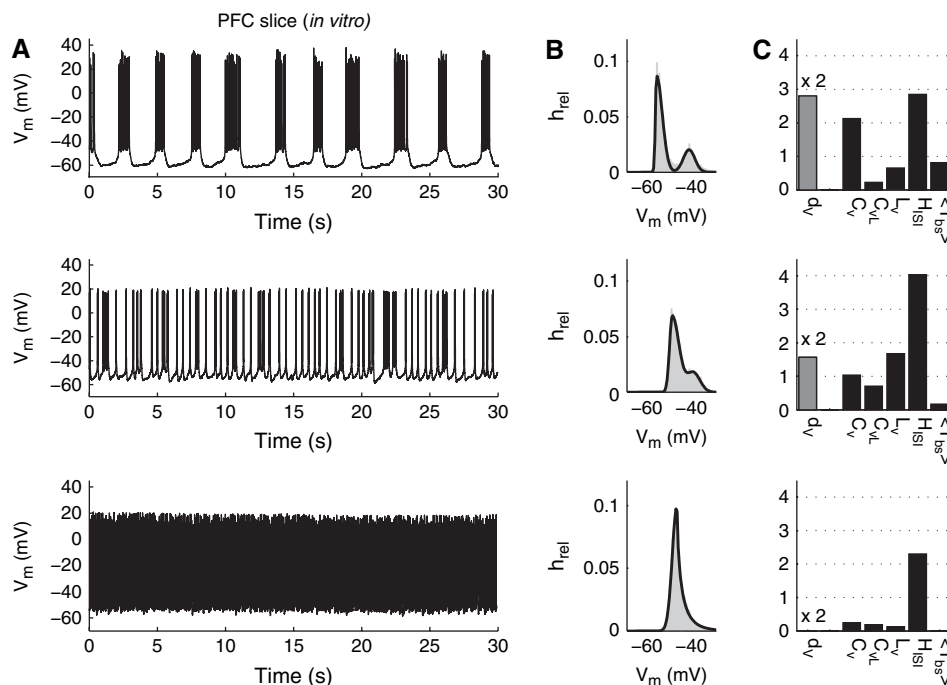 PFC slice (in vitro)
A
B
C
40
20
0
−20
−40
−60
V_m (mV)
0 5 10 15 20 25 30
Time (s)
0.1
0.05
0
h_rel
−60 −40
V_m (mV)
4
3
2
1
0
x 2
d_V
C_V
C_VL
L_V
H_ISI
40
20
0
−20
−40
−60
V_m (mV)
0 5 10 15 20 25 30
Time (s)
0.1
0.05
0
h_rel
−60 −40
V_m (mV)
4
3
2
1
0
x 2
d_V
C_V
C_VL
L_V
H_ISI
40
20
0
−20
−40
−60
V_m (mV)
0 5 10 15 20 25 30
Time (s)
0.1
0.05
0
h_rel
−60 −40
V_m (mV)
4
3
2
1
0
x 2
d_V
C_V
C_VL
L_V
H_ISI